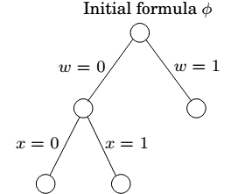 Initial formula ϕ
w = 0 w = 1
x = 0 x = 1